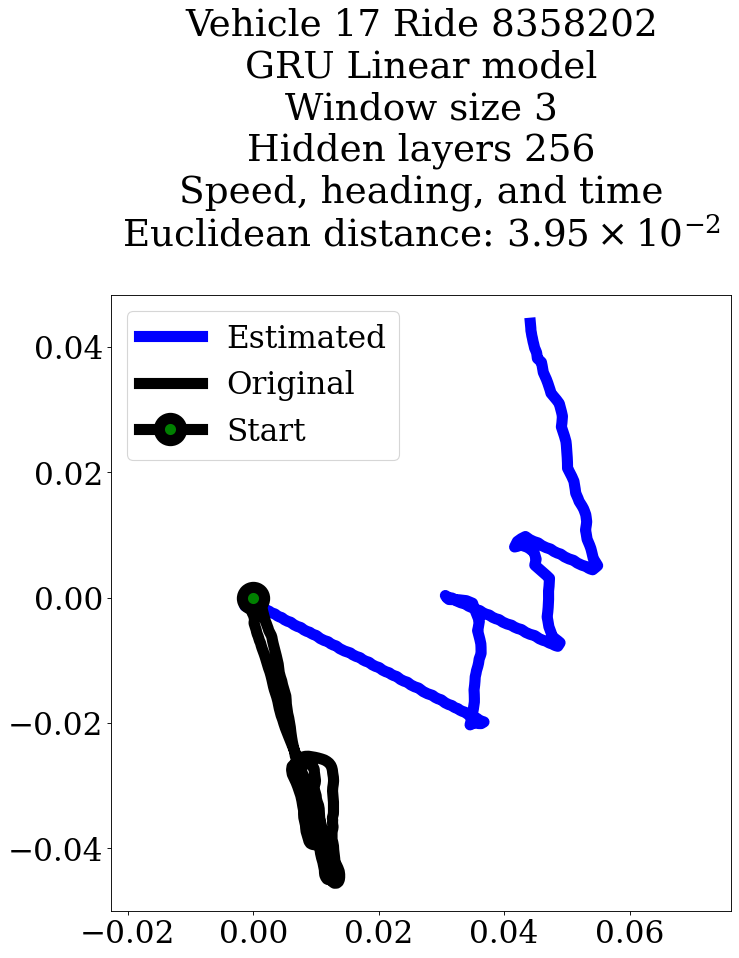 Vehicle 17 Ride 8358202
GRU Linear model
Window size 3
Hidden layers 256
Speed, heading, and time
Euclidean distance: 3.95 × 10⁻²
Estimated
Original
Start
0.04
0.02
0.00
−0.02
−0.04
−0.02
0.00
0.02
0.04
0.06